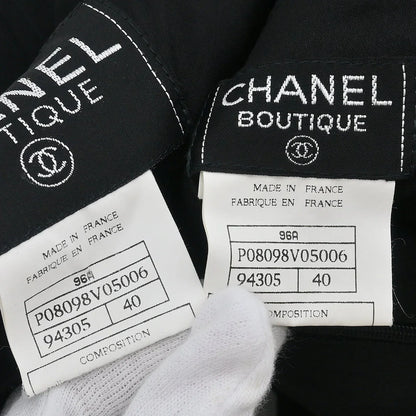 NEL
TIQUE
MADE IN FRANCE
FABRIQUE EN FRANCE
96A
P08098V05006
94305 40
COMPOSITION
CHANEL
BOUTIQUE
MADE IN FRANCE
FABRIQUE EN FRANCE
96A
P08098V05006
94305 40
COMPOSITION